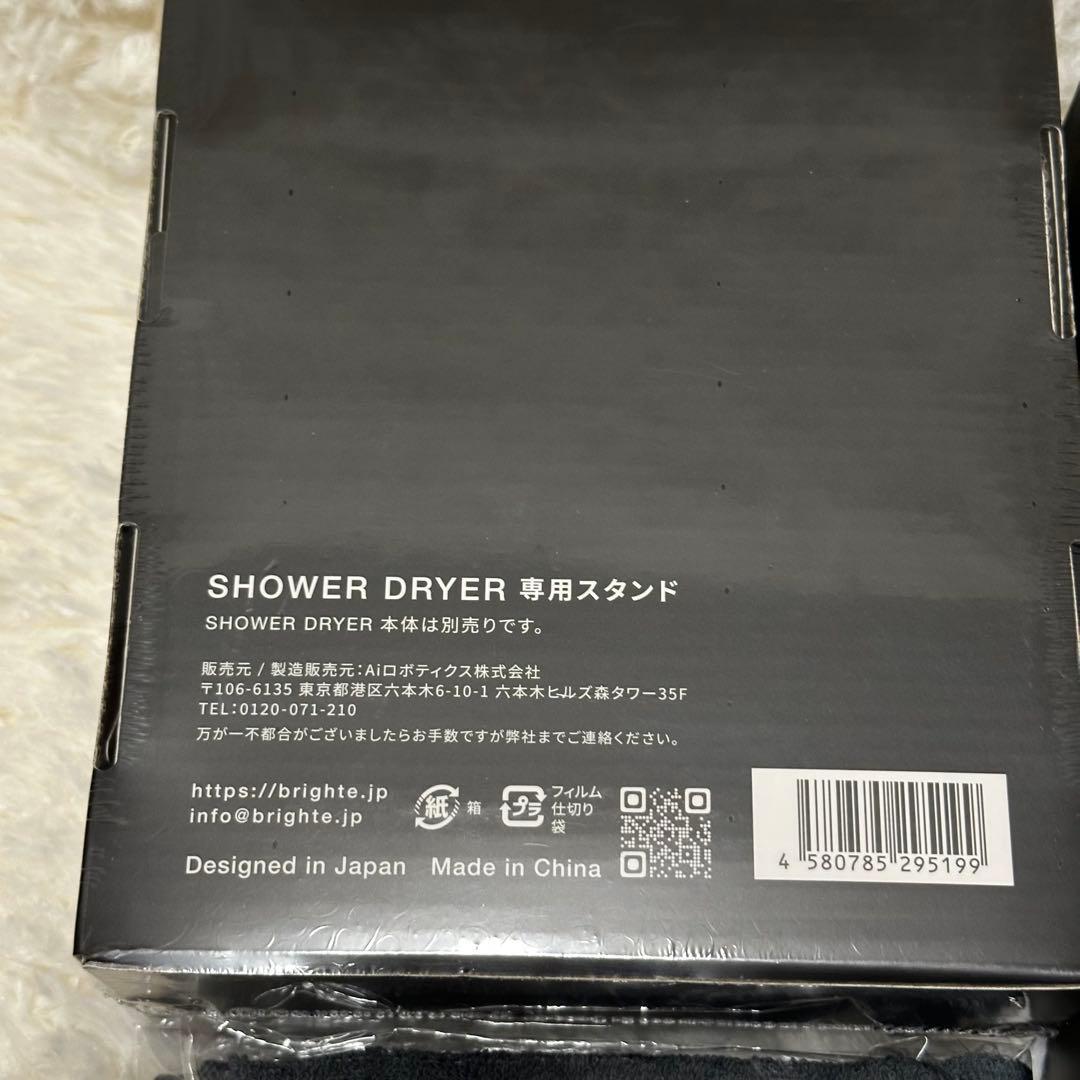 SHOWER DRYER 専用スタンド
SHOWER DRYER 本体は別売りです。
販売元 / 製造販売元：Aiロボティクス株式会社
〒106-6135 東京都港区六本木6-10-1 六本木ヒルズ森タワー35F
TEL：0120-071-210
万が一不都合がございましたらお手数ですが弊社までご連絡ください。
https://brighte.jp
info@brighte.jp
紙 箱
プラ フィルム
仕切り
袋
Designed in Japan Made in China
4 580785 295199